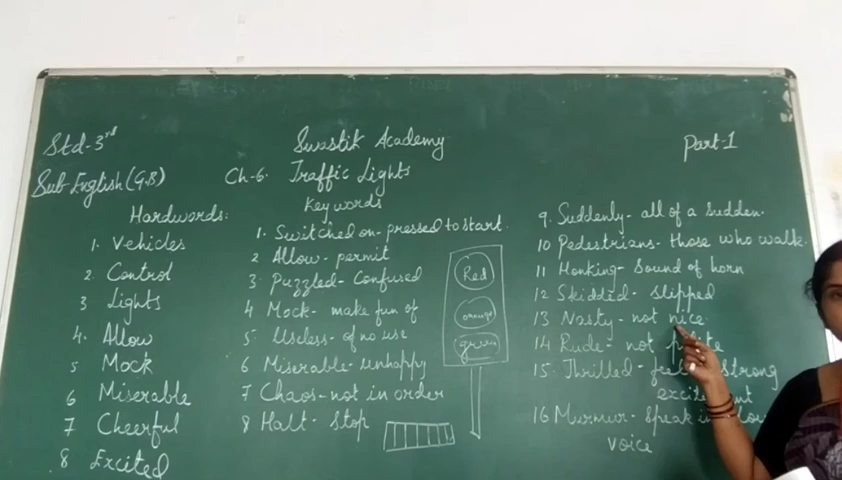 Std-3rd
Swastik Academy
Part-1
Sub English (G.B)
Ch-6. Traffic Lights
Hardwords:
1. Vehicles
2. Control
3 Lights
4. Allow
5 Mock
6 Miserable
7 Cheerful
8 Excited
Key words
1. Switched on - pressed to start.
2 Allow - permit
3. Puzzled - Confused
4 Mock - make fun of
5 Useless - of no use
6 Miserable - unhappy
7 Chaos - not in order
8 Halt - Stop
Red
orange
green
9. Suddenly - all of a sudden.
10 Pedestrians - those who walk.
11 Honking - Sound of horn
12 Skidded - slipped
13 Nasty - not nice.
14 Rude - not polite
15. Thrilled - strong
16 Murmur - Speak
voice